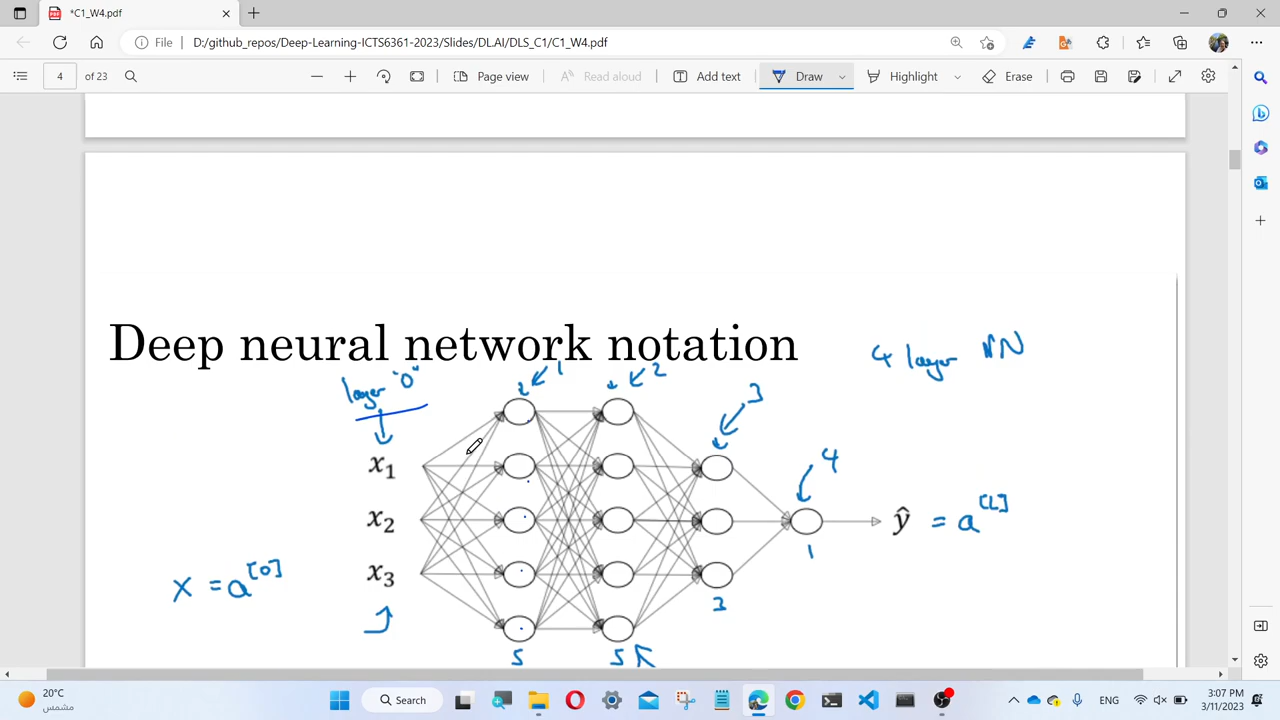 *C1_W4.pdf
File D:/github_repos/Deep-Learning-ICTS6361-2023/Slides/DL.AI/DLS_C1/C1_W4.pdf
4 of 23 Page view Read aloud Add text Draw Highlight Erase
Deep neural network notation
4 layer NN
layer "0"
1
2
3
4
x₁
x₂
x₃
X = a^[0]
ŷ = a^[L]
1
3
5
5
20°C
مشمس
Search
ENG
3:07 PM
3/11/2023